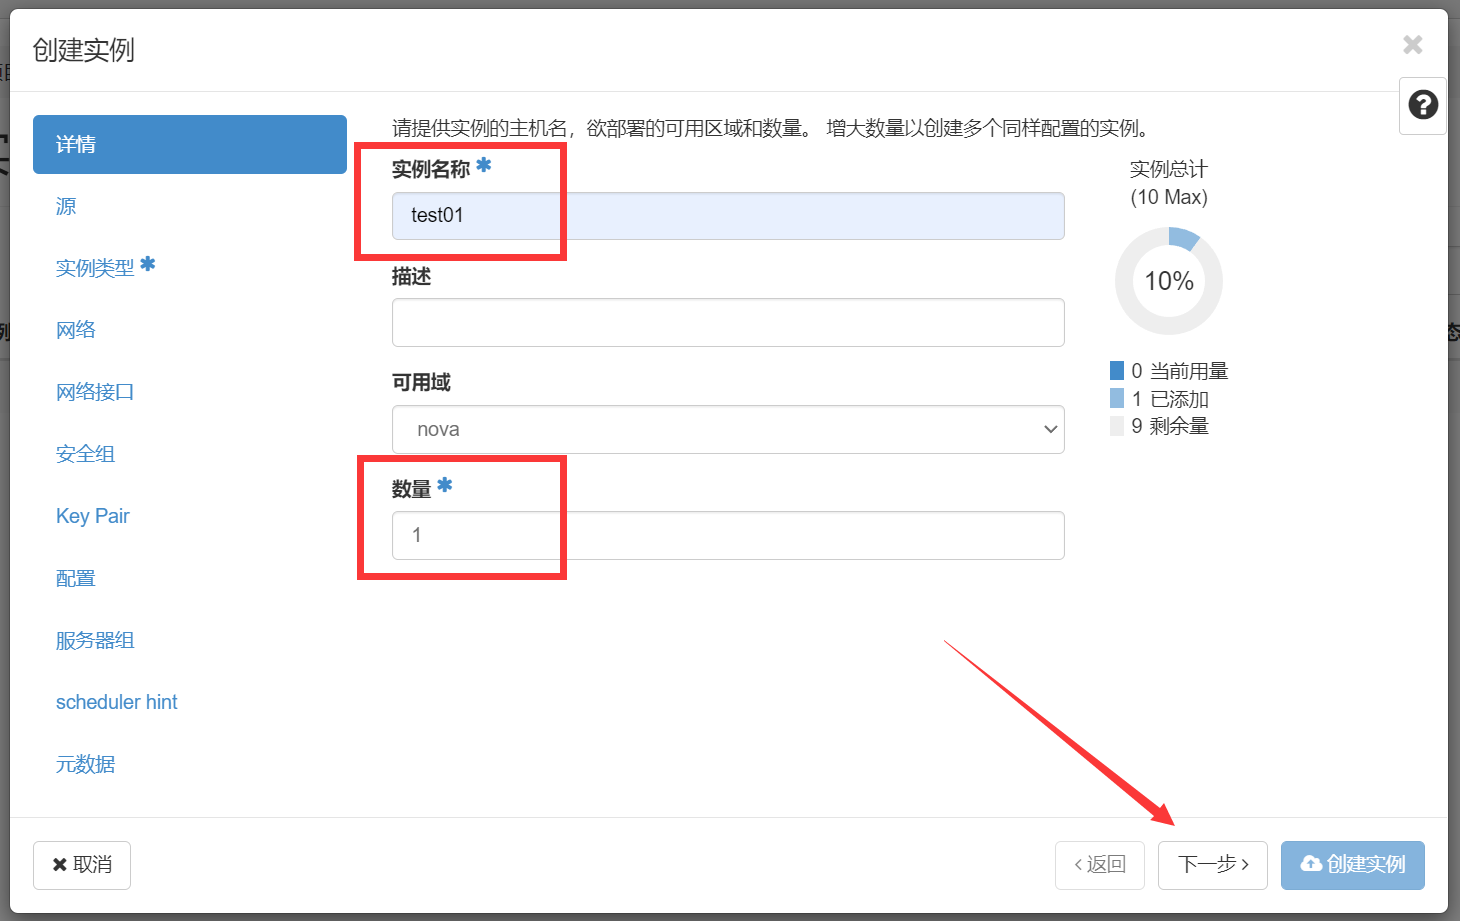 创建实例
详情
源
实例类型
网络
网络接口
安全组
Key Pair
配置
服务器组
scheduler hint
元数据
请提供实例的主机名，欲部署的可用区域和数量。 增大数量以创建多个同样配置的实例。
实例名称
test01
描述
可用域
nova
数量
1
实例总计
(10 Max)
10%
0 当前用量
1 已添加
9 剩余量
取消
返回
下一步
创建实例